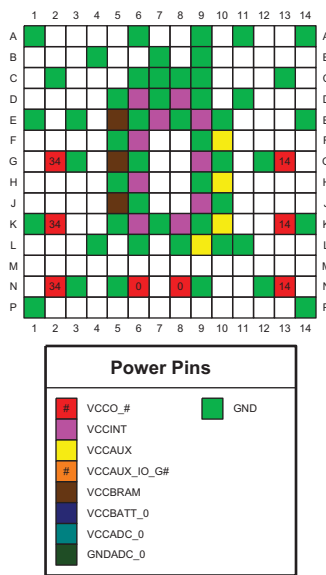 1 2 3 4 5 6 7 8 9 10 11 12 13 14
A A
B B
C C
D D
E E
F F
G 34 14 G
H H
J J
K 34 14 K
L L
M M
N 34 0 0 14 N
P P
1 2 3 4 5 6 7 8 9 10 11 12 13 14
Power Pins
# VCCO_# GND
VCCINT
VCCAUX
# VCCAUX_IO_G#
VCCBRAM
VCCBATT_0
VCCADC_0
GNDADC_0